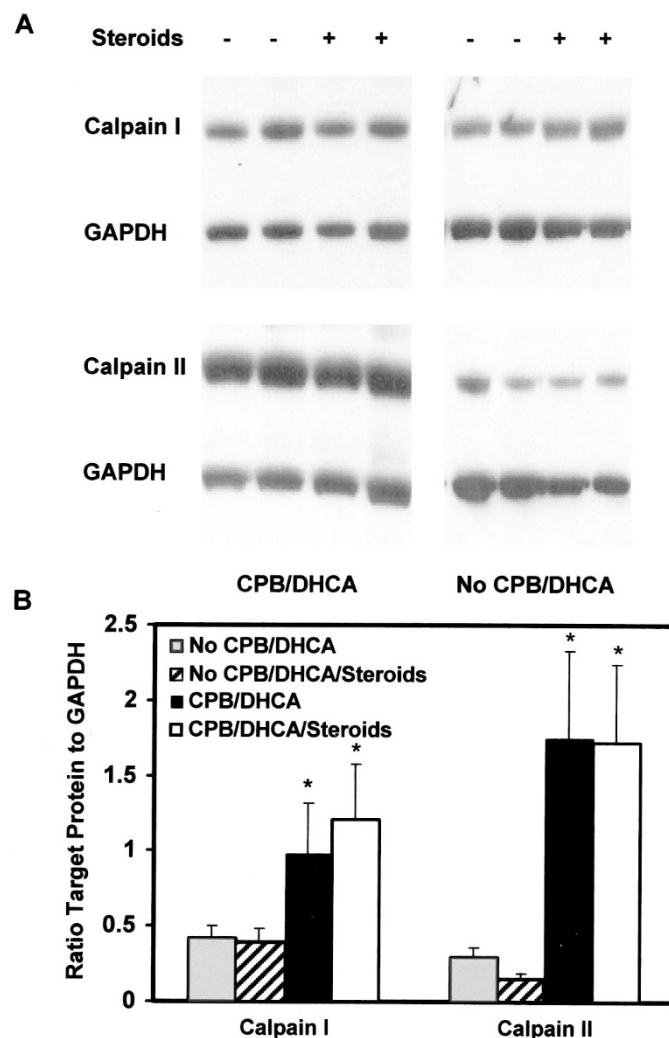 A
Steroids - - + + - - + +
Calpain I
GAPDH
Calpain II
GAPDH
CPB/DHCA No CPB/DHCA
B
Ratio Target Protein to GAPDH
2.5
2
1.5
1
0.5
0
No CPB/DHCA
No CPB/DHCA/Steroids
CPB/DHCA
CPB/DHCA/Steroids
* *
* *
Calpain I Calpain II